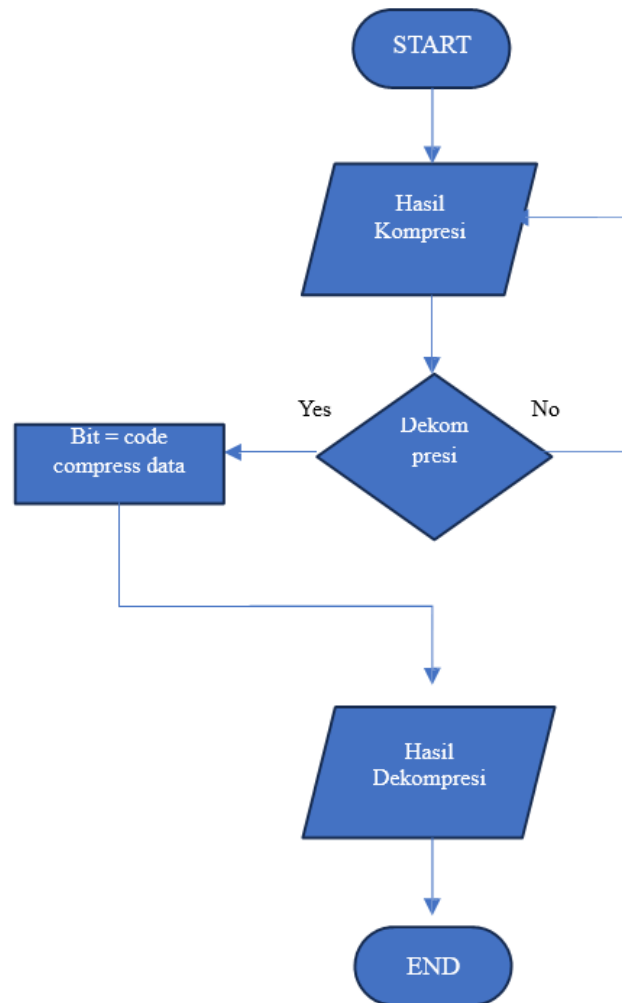 START
Hasil
Kompresi
Yes
Dekom
presi
No
Bit = code
compress data
Hasil
Dekompresi
END